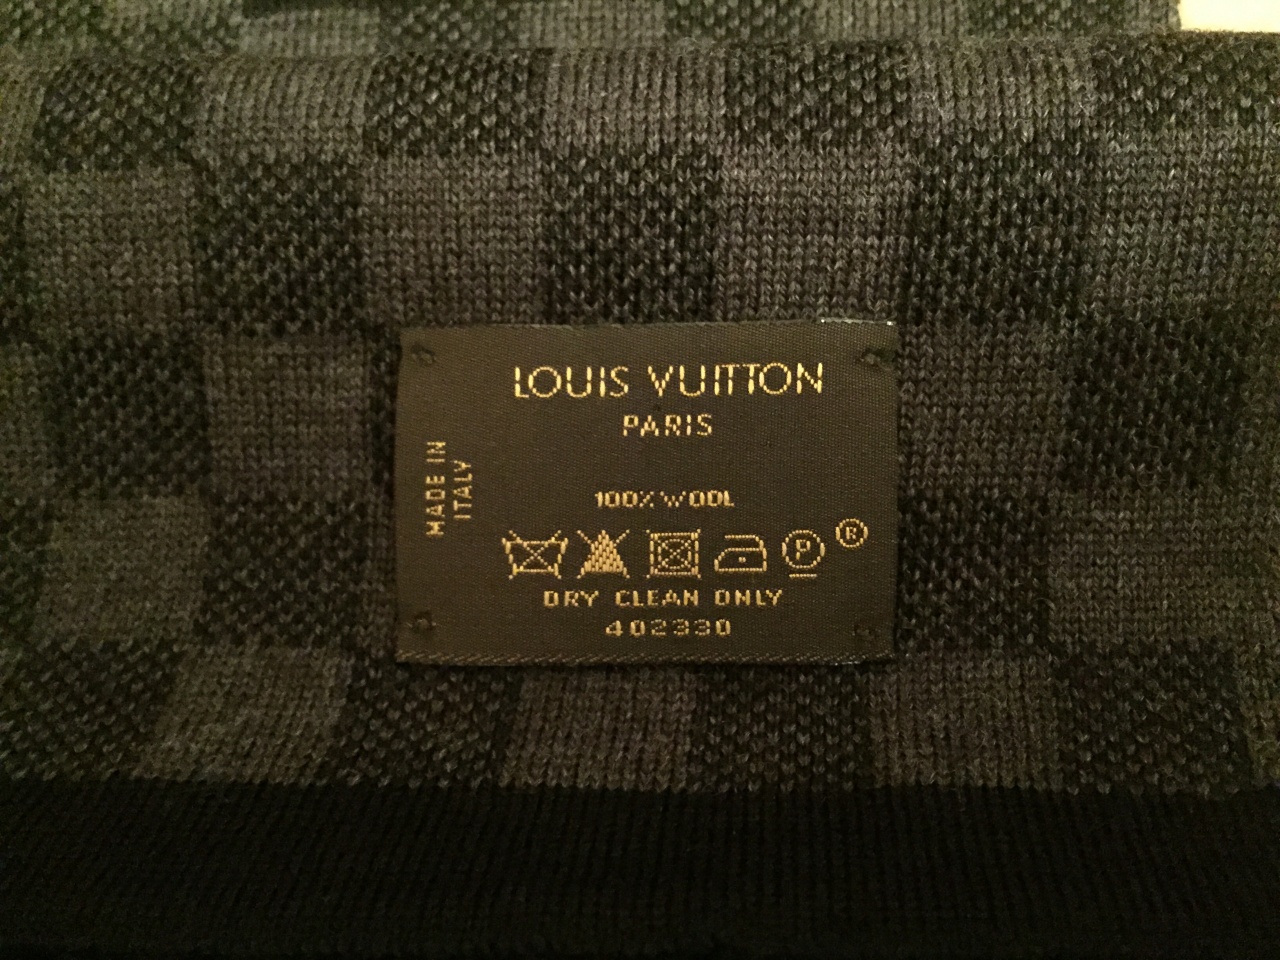 LOUIS VUITTON
PARIS
MADE IN
ITALY
100% WOOL
P
®
DRY CLEAN ONLY
402330